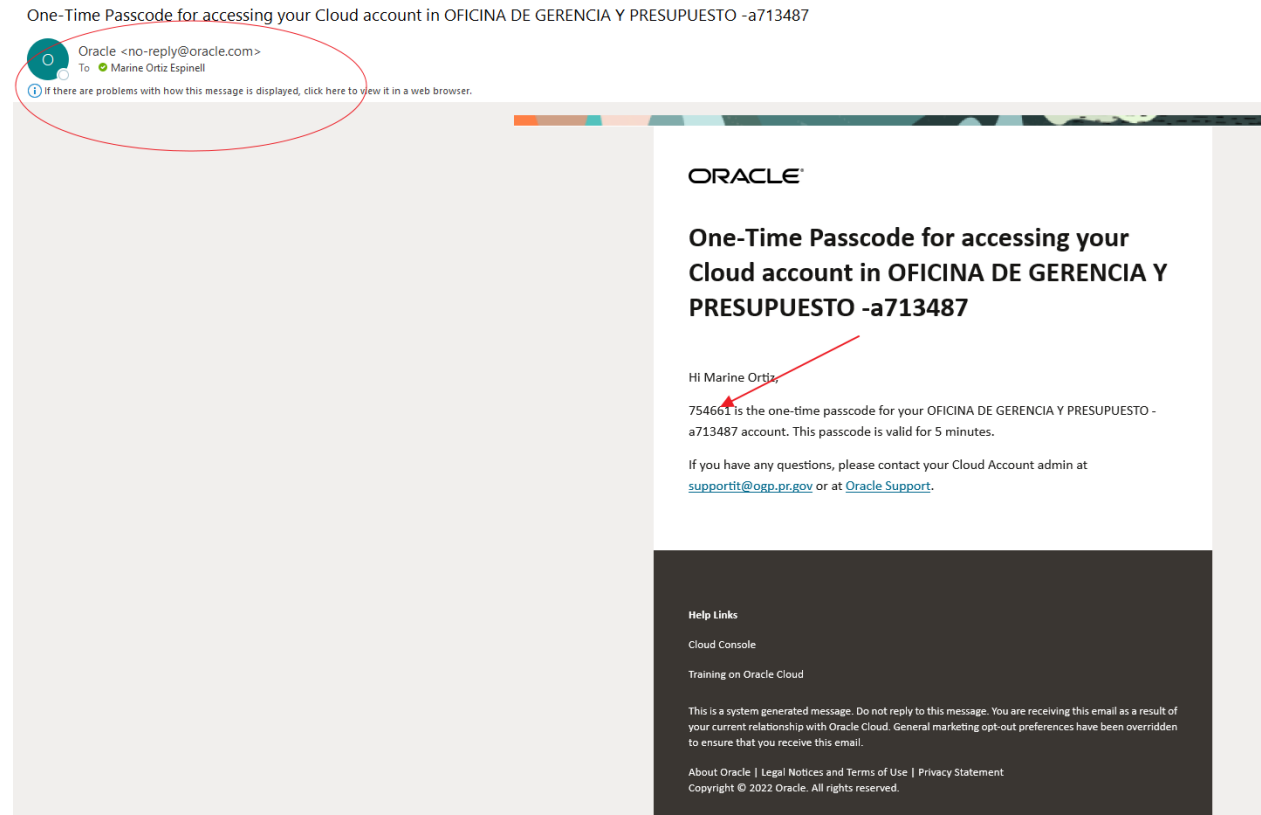 One-Time Passcode for accessing your Cloud account in OFICINA DE GERENCIA Y PRESUPUESTO -a713487
O
Oracle <no-reply@oracle.com>
To Marine Ortiz Espinell
If there are problems with how this message is displayed, click here to view it in a web browser.
ORACLE
One-Time Passcode for accessing your
Cloud account in OFICINA DE GERENCIA Y
PRESUPUESTO -a713487
Hi Marine Ortiz,
754661 is the one-time passcode for your OFICINA DE GERENCIA Y PRESUPUESTO -
a713487 account. This passcode is valid for 5 minutes.
If you have any questions, please contact your Cloud Account admin at
supportit@ogp.pr.gov or at Oracle Support.
Help Links
Cloud Console
Training on Oracle Cloud
This is a system generated message. Do not reply to this message. You are receiving this email as a result of
your current relationship with Oracle Cloud. General marketing opt-out preferences have been overridden
to ensure that you receive this email.
About Oracle | Legal Notices and Terms of Use | Privacy Statement
Copyright © 2022 Oracle. All rights reserved.